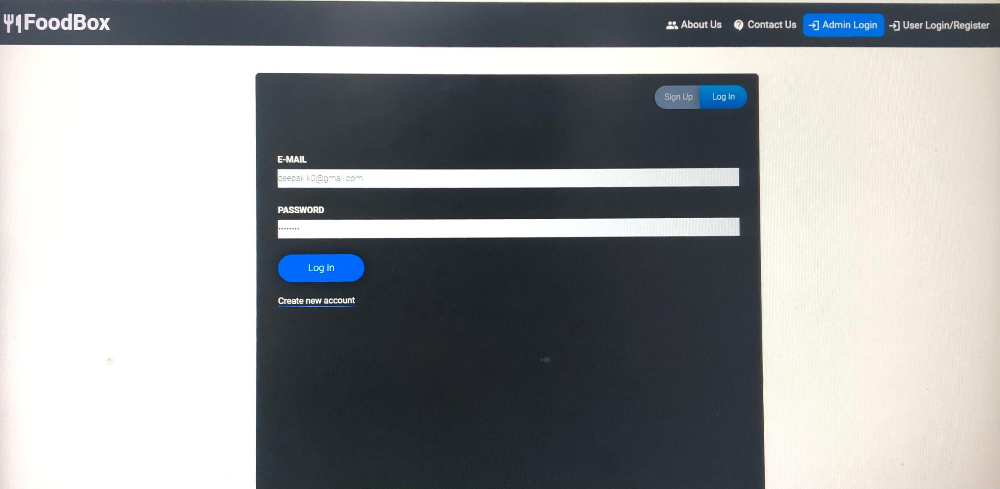 FoodBox
About Us Contact Us Admin Login User Login/Register
Sign Up Log In
E-MAIL
deepak.k0@gmail.com
PASSWORD
........
Log In
Create new account